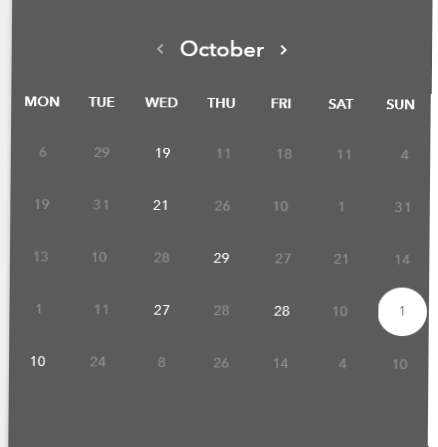 ‹ October ›
MON TUE WED THU FRI SAT SUN
6 29 19 11 18 11 4
19 31 21 26 10 1 31
13 10 28 29 27 21 14
1 11 27 28 28 10 1
10 24 8 26 14 4 10